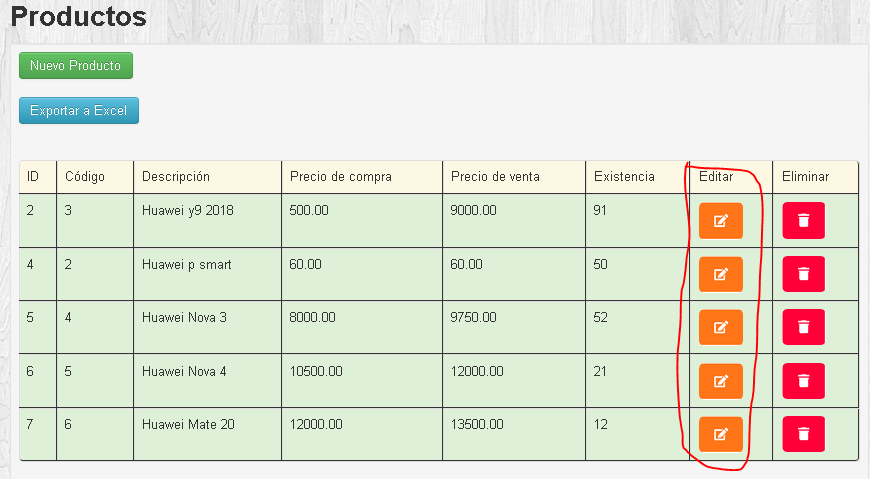 Productos
Nuevo Producto
Exportar a Excel
ID Código Descripción Precio de compra Precio de venta Existencia Editar Eliminar
2 3 Huawei y9 2018 500.00 9000.00 91
4 2 Huawei p smart 60.00 60.00 50
5 4 Huawei Nova 3 8000.00 9750.00 52
6 5 Huawei Nova 4 10500.00 12000.00 21
7 6 Huawei Mate 20 12000.00 13500.00 12